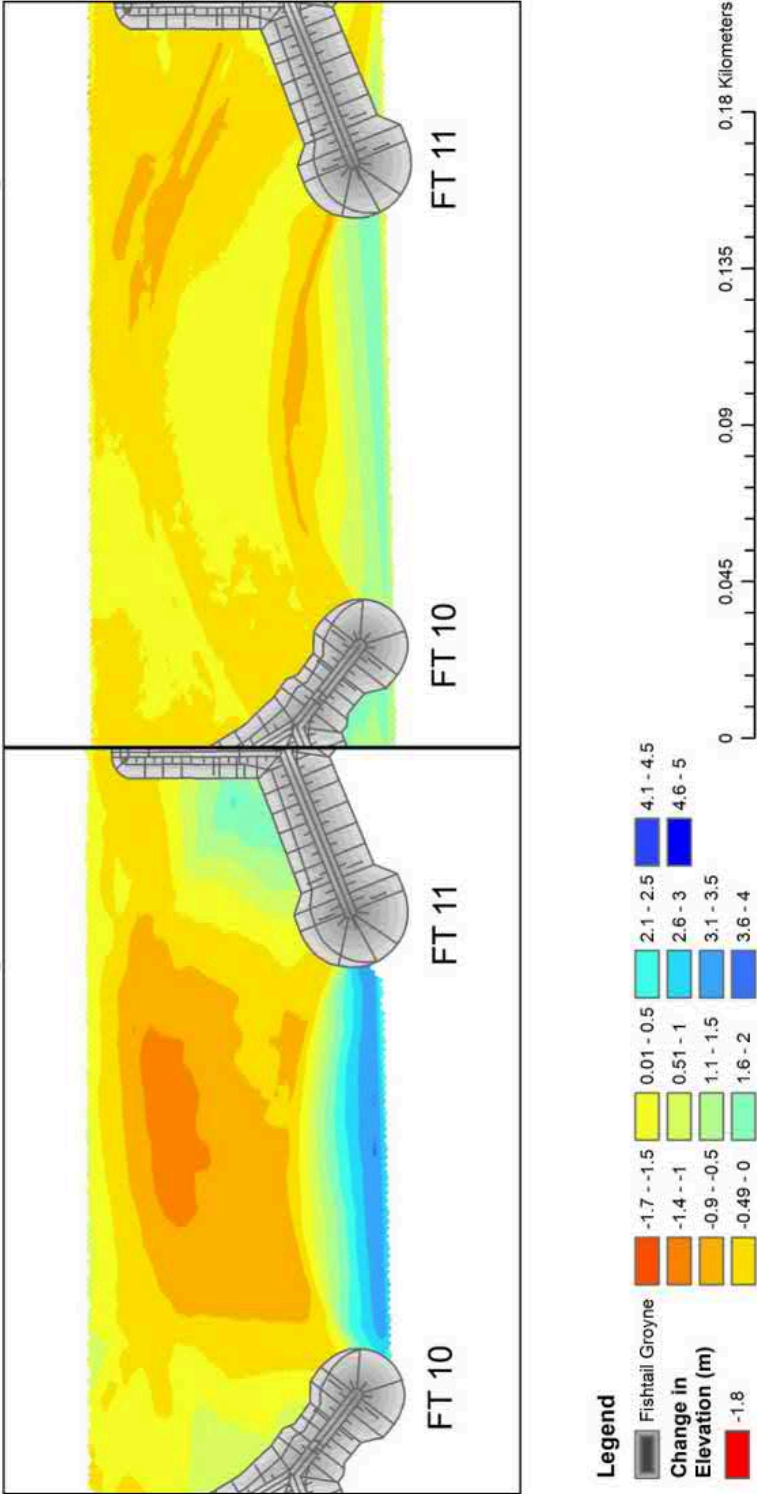 FT 10
FT 11
FT 10
FT 11
Legend
Fishtail Groyne
Change in
Elevation (m)
-1.8
-1.7 - -1.5
-1.4 - -1
-0.9 - -0.5
-0.49 - 0
0.01 - 0.5
0.51 - 1
1.1 - 1.5
1.6 - 2
2.1 - 2.5
2.6 - 3
3.1 - 3.5
3.6 - 4
4.1 - 4.5
4.6 - 5
0 0.045 0.09 0.135 0.18 Kilometers